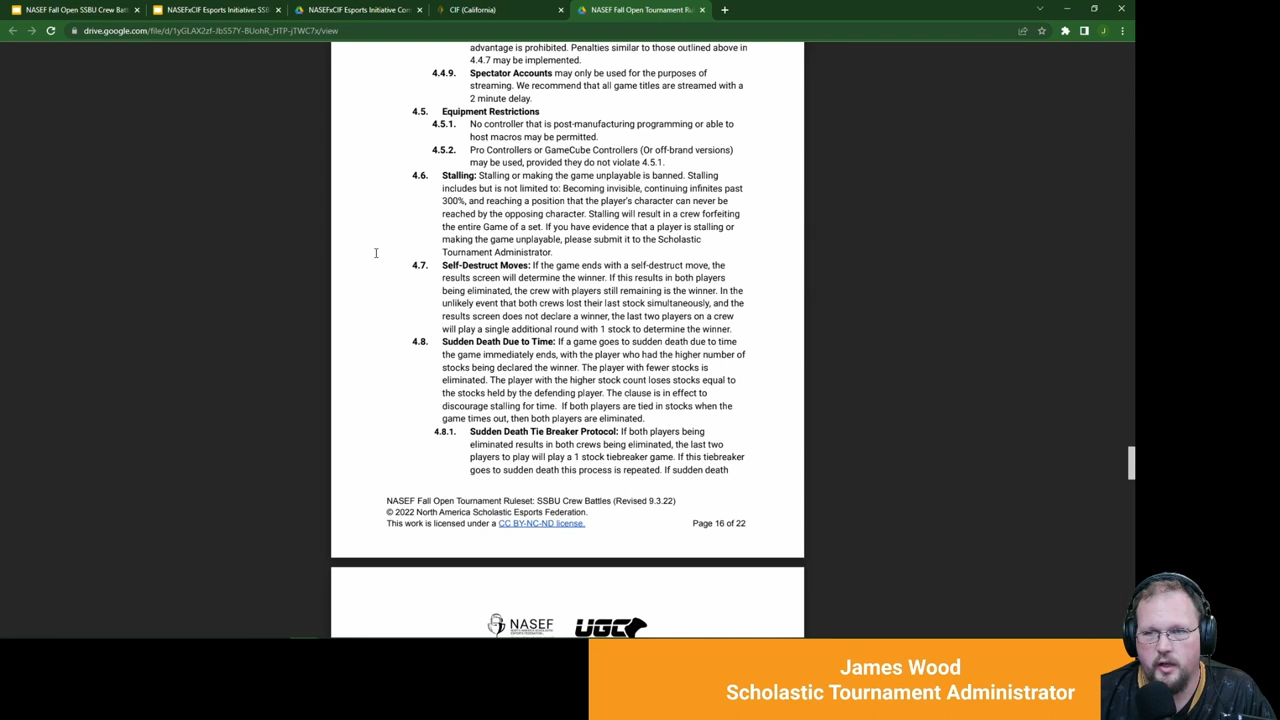 NASEF Fall Open SSBU Crew Batt
NASEFxCIF Esports Initiative: SSB
NASEFxCIF Esports Initiative Com
CIF (California)
NASEF Fall Open Tournament Rul
drive.google.com/file/d/1yGLAX2zf-JbS57Y-BUohR_HTP-jTWC7x/view
J
advantage is prohibited. Penalties similar to those outlined above in
4.4.7 may be implemented.
4.4.9. Spectator Accounts may only be used for the purposes of
streaming. We recommend that all game titles are streamed with a
2 minute delay.
4.5. Equipment Restrictions
4.5.1. No controller that is post-manufacturing programming or able to
host macros may be permitted.
4.5.2. Pro Controllers or GameCube Controllers (Or off-brand versions)
may be used, provided they do not violate 4.5.1.
4.6. Stalling: Stalling or making the game unplayable is banned. Stalling
includes but is not limited to: Becoming invisible, continuing infinites past
300%, and reaching a position that the player's character can never be
reached by the opposing character. Stalling will result in a crew forfeiting
the entire Game of a set. If you have evidence that a player is stalling or
making the game unplayable, please submit it to the Scholastic
Tournament Administrator.
4.7. Self-Destruct Moves: If the game ends with a self-destruct move, the
results screen will determine the winner. If this results in both players
being eliminated, the crew with players still remaining is the winner. In the
unlikely event that both crews lost their last stock simultaneously, and the
results screen does not declare a winner, the last two players on a crew
will play a single additional round with 1 stock to determine the winner.
4.8. Sudden Death Due to Time: If a game goes to sudden death due to time
the game immediately ends, with the player who had the higher number of
stocks being declared the winner. The player with fewer stocks is
eliminated. The player with the higher stock count loses stocks equal to
the stocks held by the defending player. The clause is in effect to
discourage stalling for time. If both players are tied in stocks when the
game times out, then both players are eliminated.
4.8.1. Sudden Death Tie Breaker Protocol: If both players being
eliminated results in both crews being eliminated, the last two
players to play will play a 1 stock tiebreaker game. If this tiebreaker
goes to sudden death this process is repeated. If sudden death
NASEF Fall Open Tournament Ruleset: SSBU Crew Battles (Revised 9.3.22)
© 2022 North America Scholastic Esports Federation.
This work is licensed under a CC BY-NC-ND license. Page 16 of 22
NASEF UGC
James Wood
Scholastic Tournament Administrator